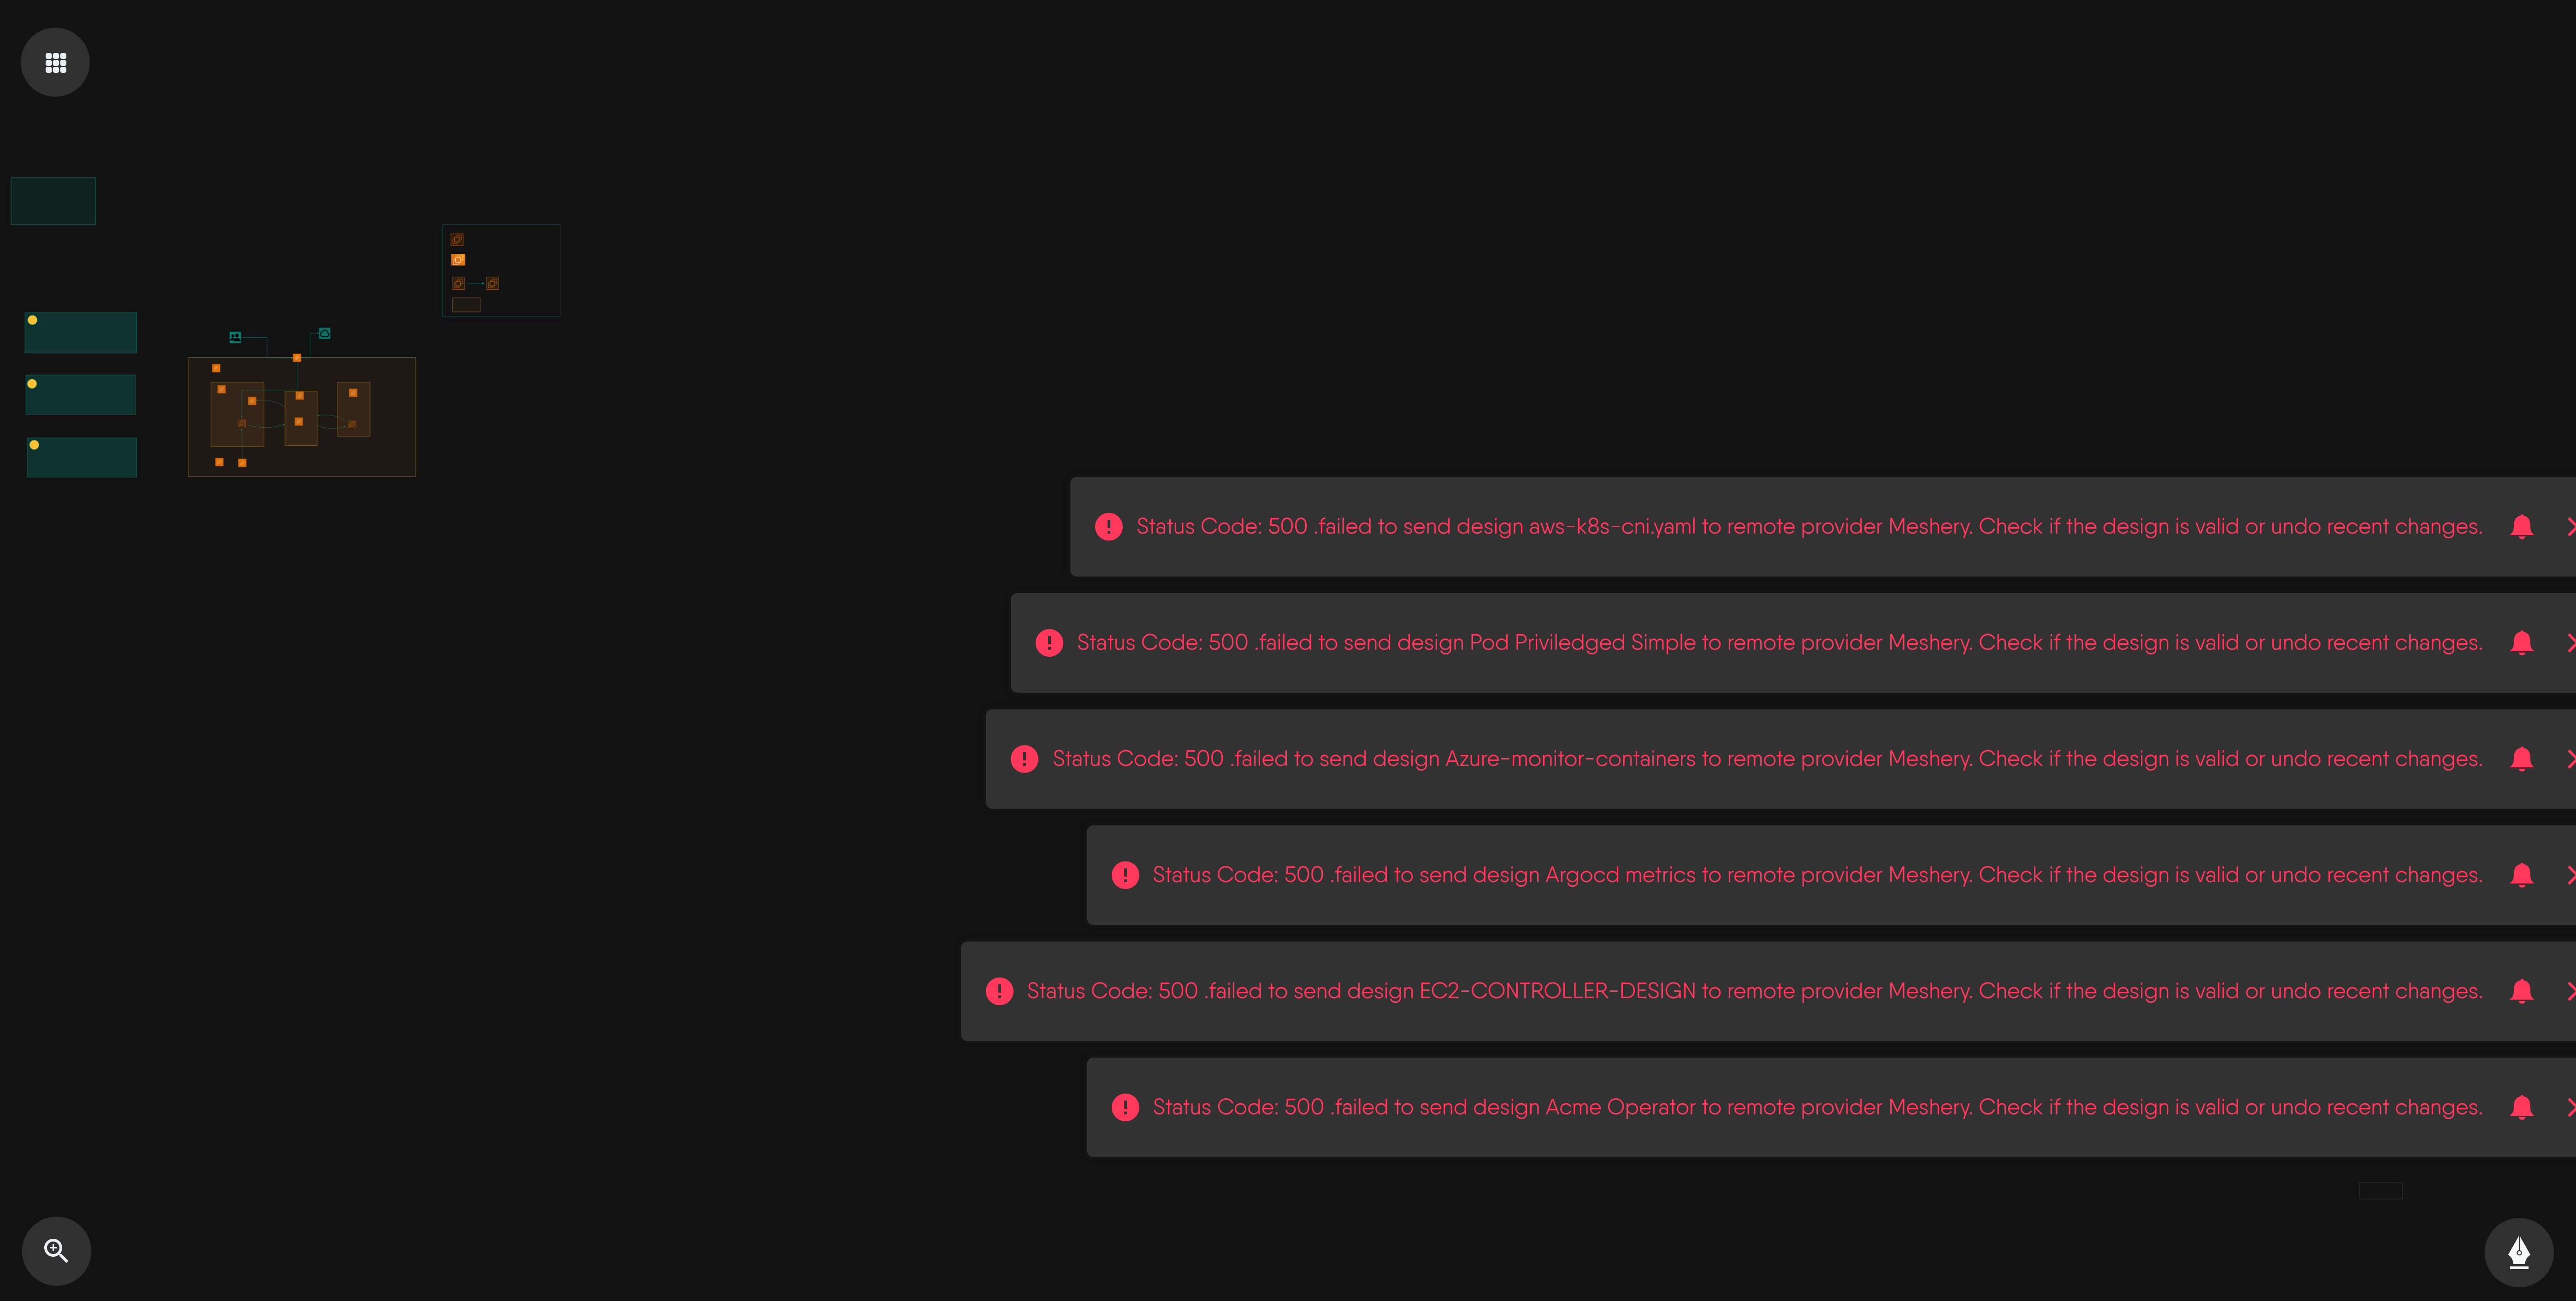 Status Code: 500 .failed to send design aws-k8s-cni.yaml to remote provider Meshery. Check if the design is valid or undo recent changes.
Status Code: 500 .failed to send design Pod Priviledged Simple to remote provider Meshery. Check if the design is valid or undo recent changes.
Status Code: 500 .failed to send design Azure-monitor-containers to remote provider Meshery. Check if the design is valid or undo recent changes.
Status Code: 500 .failed to send design Argocd metrics to remote provider Meshery. Check if the design is valid or undo recent changes.
Status Code: 500 .failed to send design EC2-CONTROLLER-DESIGN to remote provider Meshery. Check if the design is valid or undo recent changes.
Status Code: 500 .failed to send design Acme Operator to remote provider Meshery. Check if the design is valid or undo recent changes.